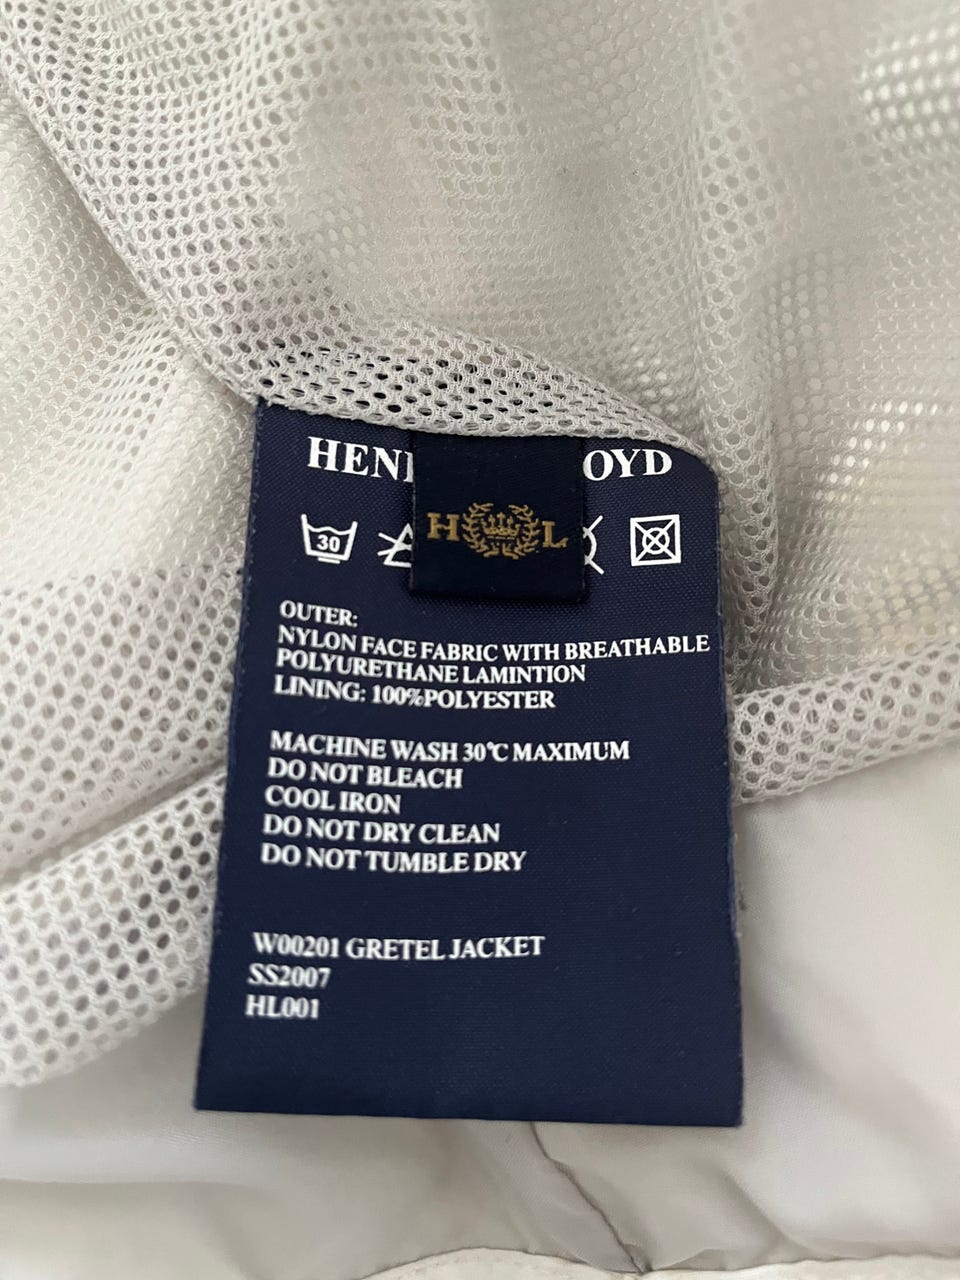 HEN OYD
H L
30
OUTER:
NYLON FACE FABRIC WITH BREATHABLE
POLYURETHANE LAMINTION
LINING: 100%POLYESTER
MACHINE WASH 30°C MAXIMUM
DO NOT BLEACH
COOL IRON
DO NOT DRY CLEAN
DO NOT TUMBLE DRY
W00201 GRETEL JACKET
SS2007
HL001